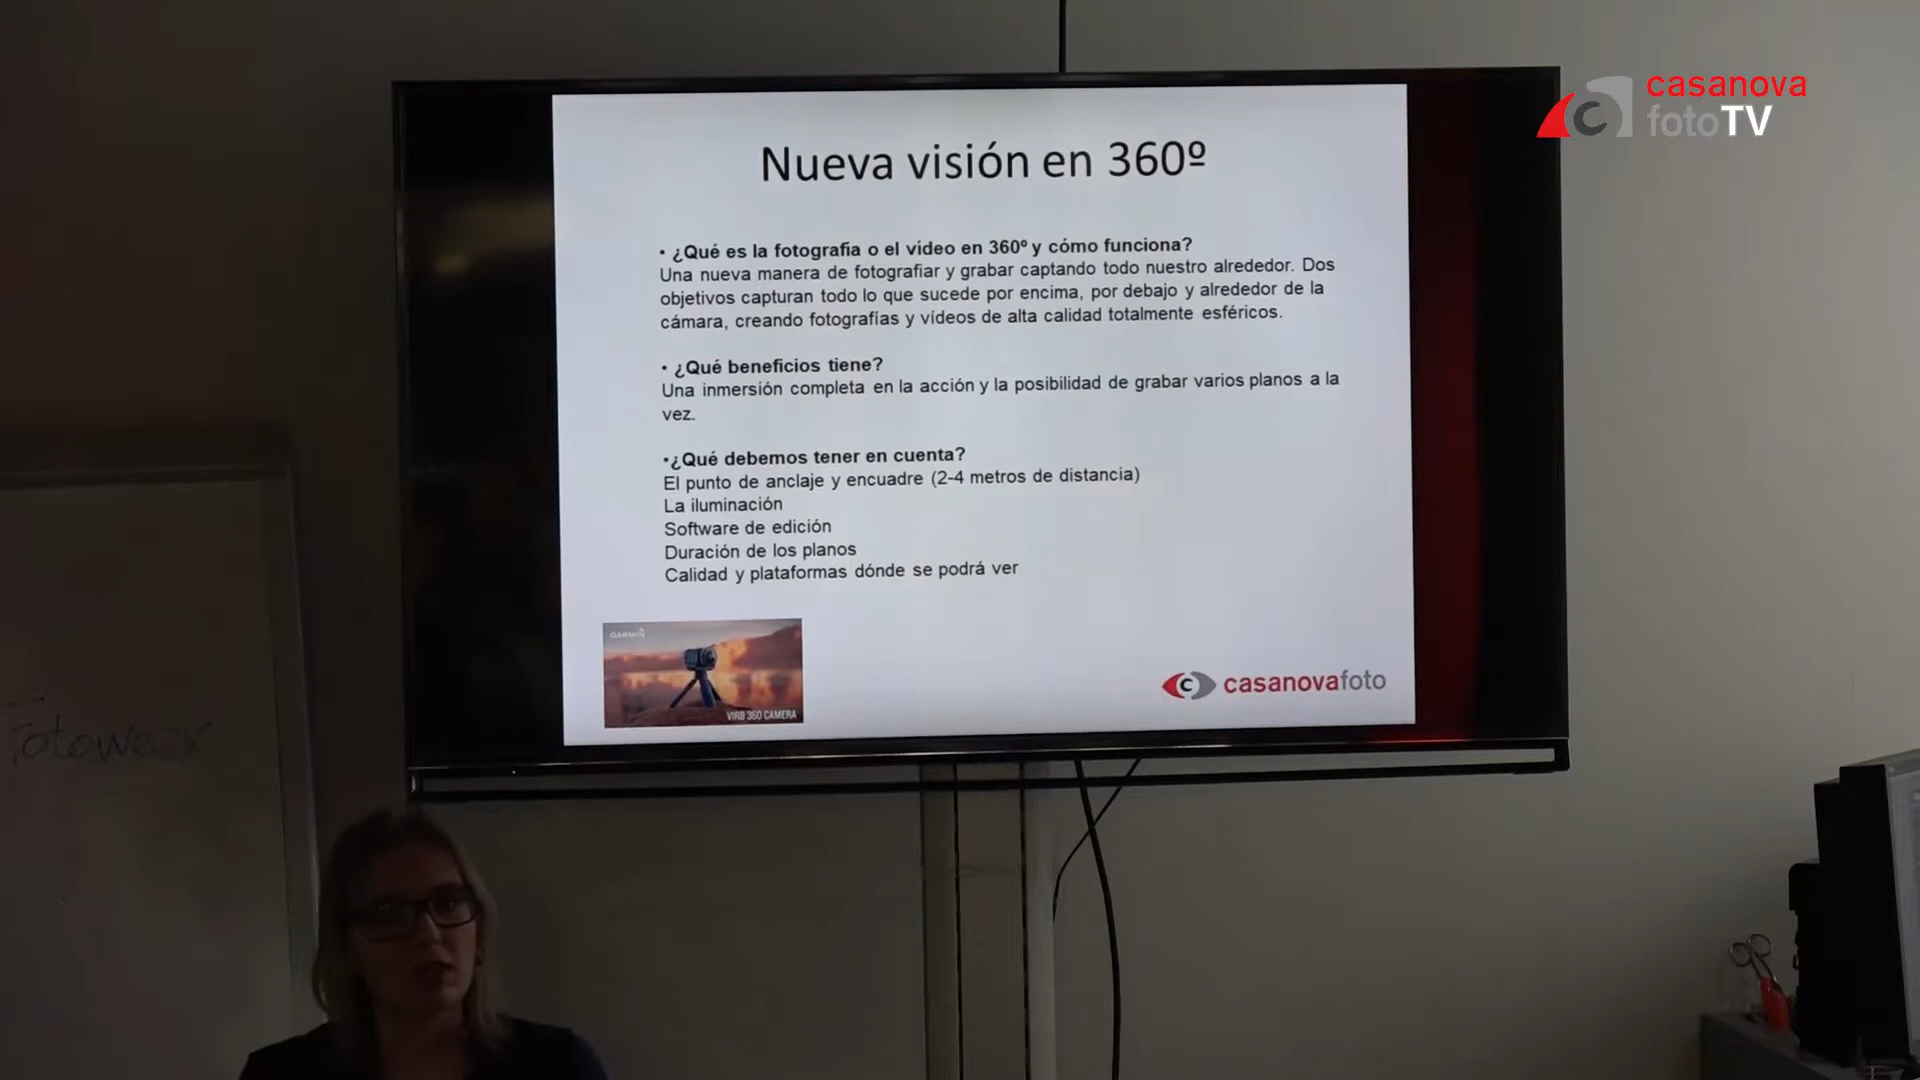 casanova
fotoTV
Nueva visión en 360º
• ¿Qué es la fotografía o el vídeo en 360º y cómo funciona?
Una nueva manera de fotografiar y grabar captando todo nuestro alrededor. Dos
objetivos capturan todo lo que sucede por encima, por debajo y alrededor de la
cámara, creando fotografías y vídeos de alta calidad totalmente esféricos.
• ¿Qué beneficios tiene?
Una inmersión completa en la acción y la posibilidad de grabar varios planos a la
vez.
•¿Qué debemos tener en cuenta?
El punto de anclaje y encuadre (2-4 metros de distancia)
La iluminación
Software de edición
Duración de los planos
Calidad y plataformas dónde se podrá ver
GARMIN
VIRB 360 CAMERA
casanovafoto